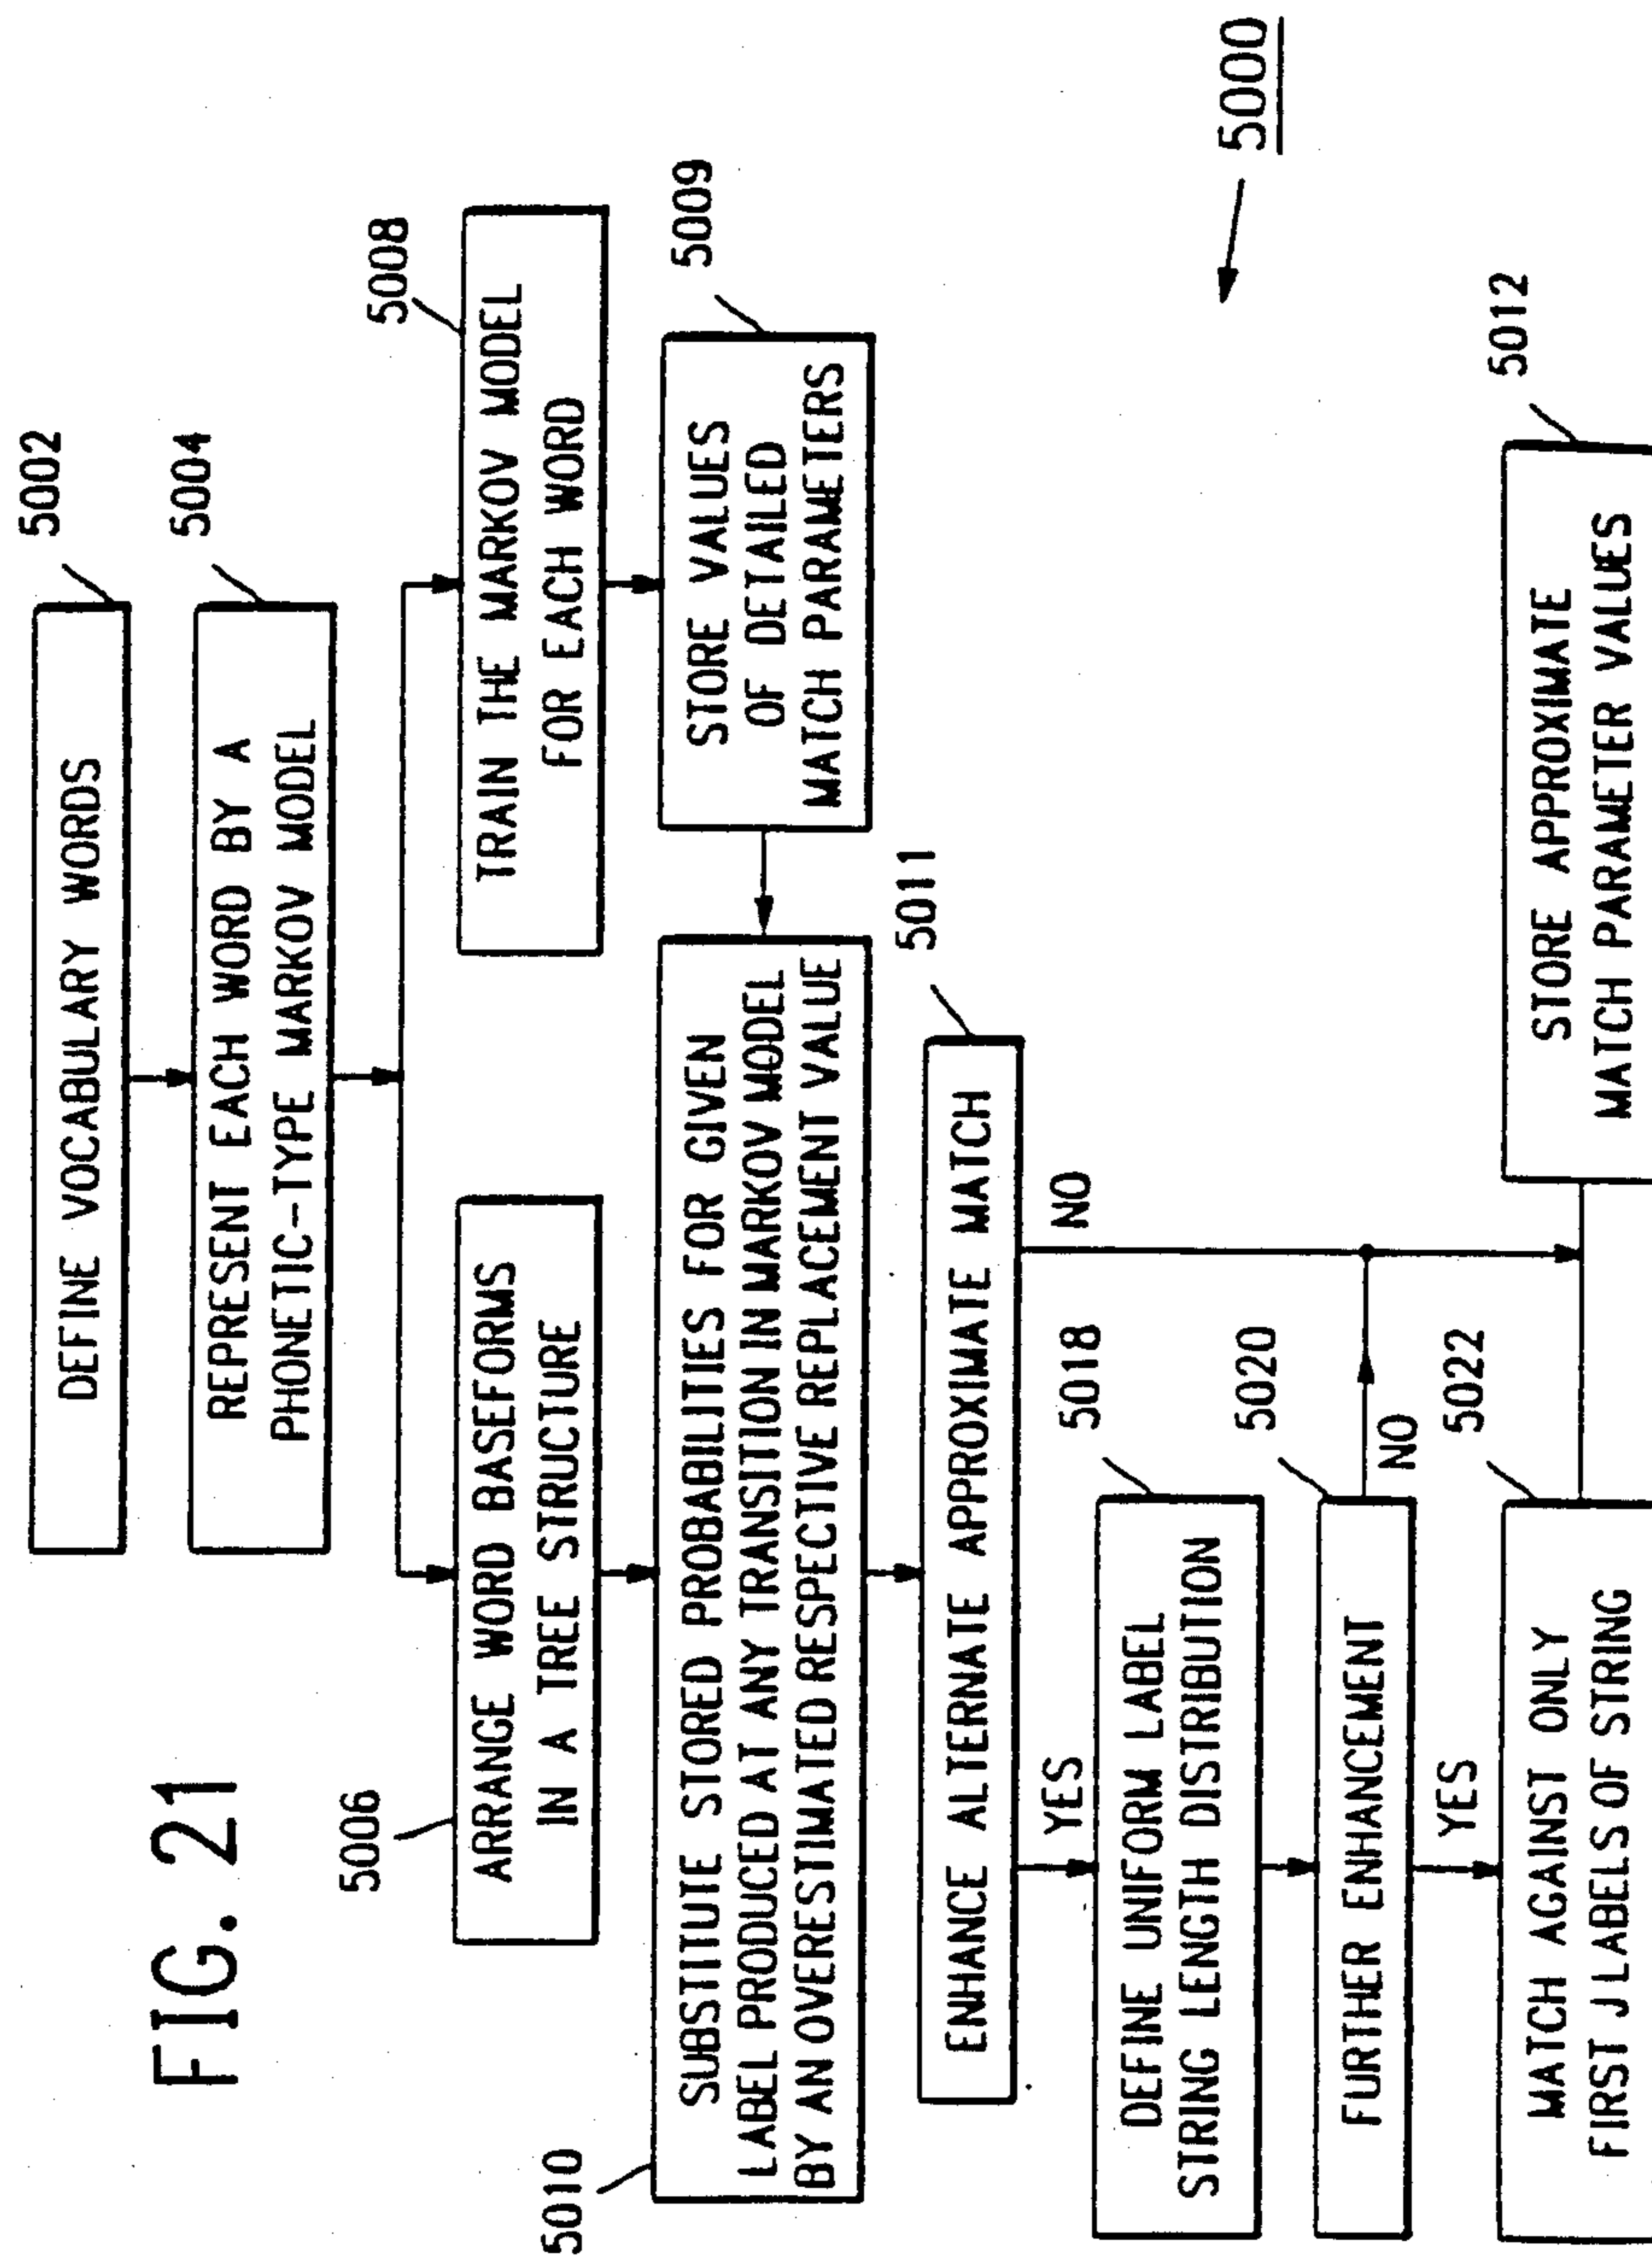 FIG. 21
5002
DEFINE VOCABULARY WORDS
5004
REPRESENT EACH WORD BY A
PHONETIC-TYPE MARKOV MODEL
5006
ARRANGE WORD BASEFORMS
IN A TREE STRUCTURE
5008
TRAIN THE MARKOV MODEL
FOR EACH WORD
5009
STORE VALUES
OF DETAILED
MATCH PARAMETERS
5010
SUBSTITUTE STORED PROBABILITIES FOR GIVEN
LABEL PRODUCED AT ANY TRANSITION IN MARKOV MODEL
BY AN OVERESTIMATED RESPECTIVE REPLACEMENT VALUE
5011
ENHANCE ALTERNATE APPROXIMATE MATCH
YES
NO
5018
DEFINE UNIFORM LABEL
STRING LENGTH DISTRIBUTION
5020
FURTHER ENHANCEMENT
NO
YES
5022
MATCH AGAINST ONLY
FIRST J LABELS OF STRING
5012
STORE APPROXIMATE
MATCH PARAMETER VALUES
5000